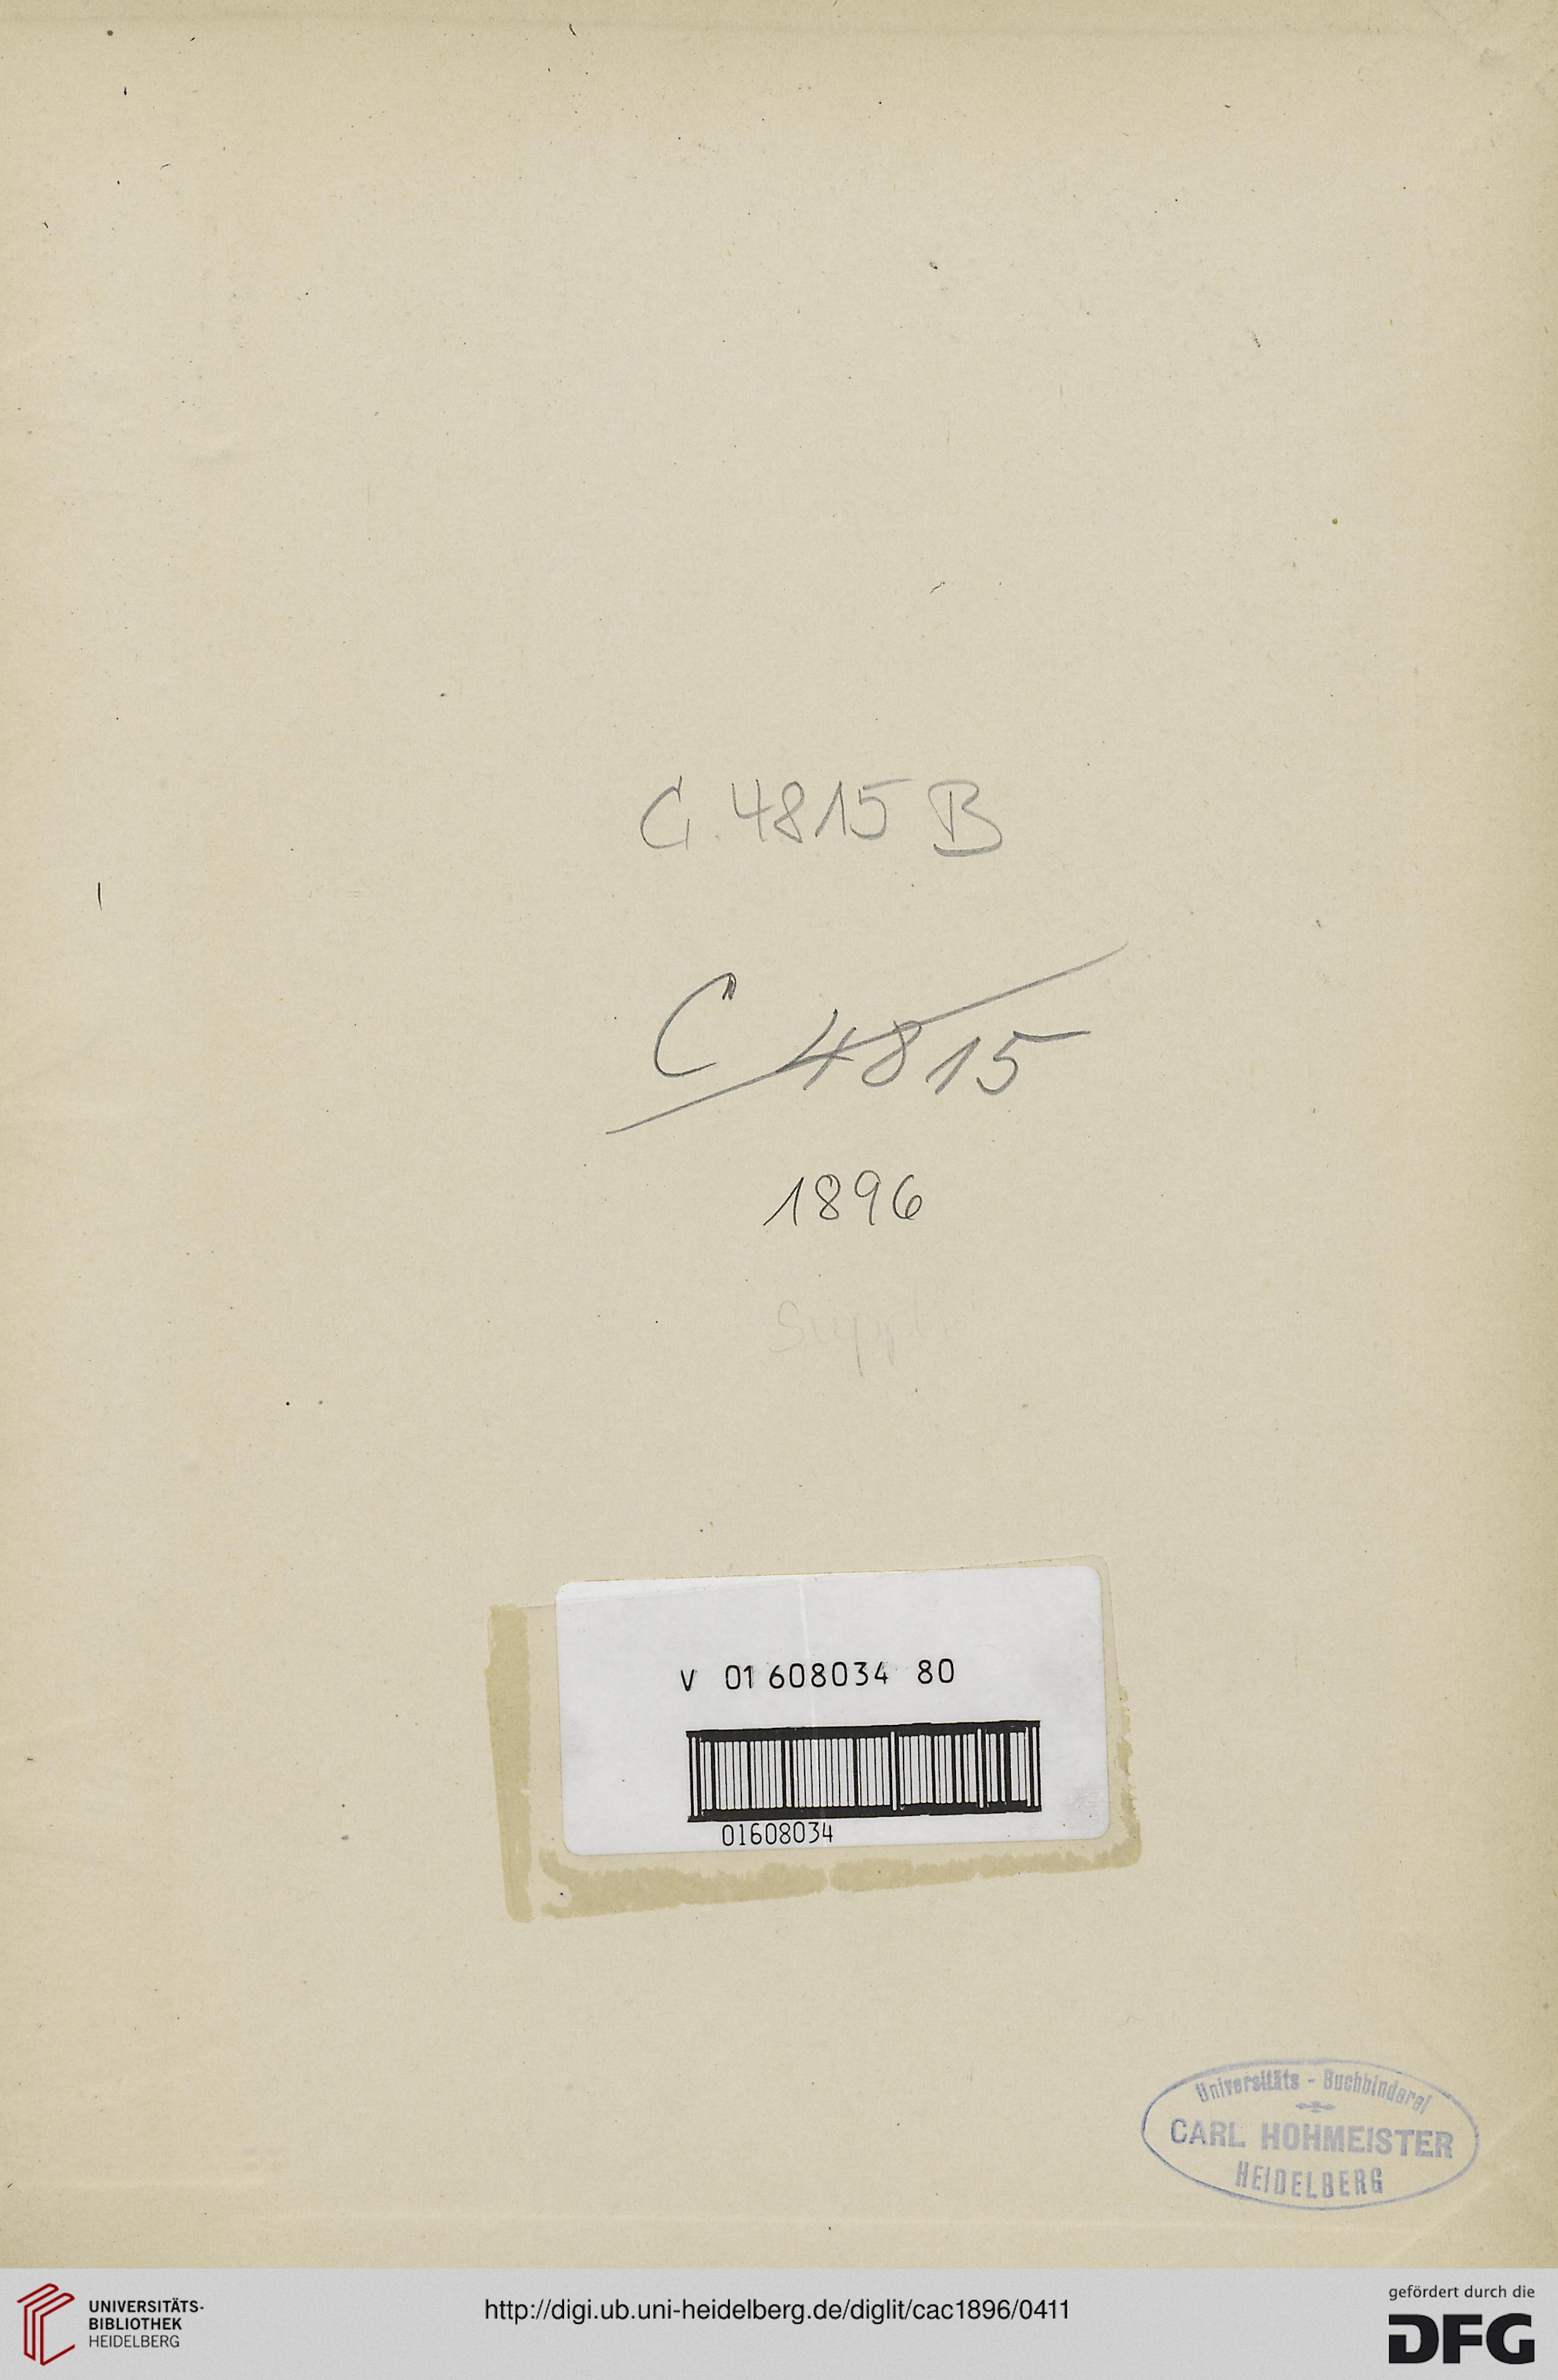 C. 4815 B
C 4815
1896
Suppl.
V 01 608034 80
01608034
Universitäts - Buchbinderei
CARL HOHMEISTER
HEIDELBERG
UNIVERSITÄTS-
BIBLIOTHEK
HEIDELBERG
http://digi.ub.uni-heidelberg.de/diglit/cac1896/0411
gefördert durch die
DFG